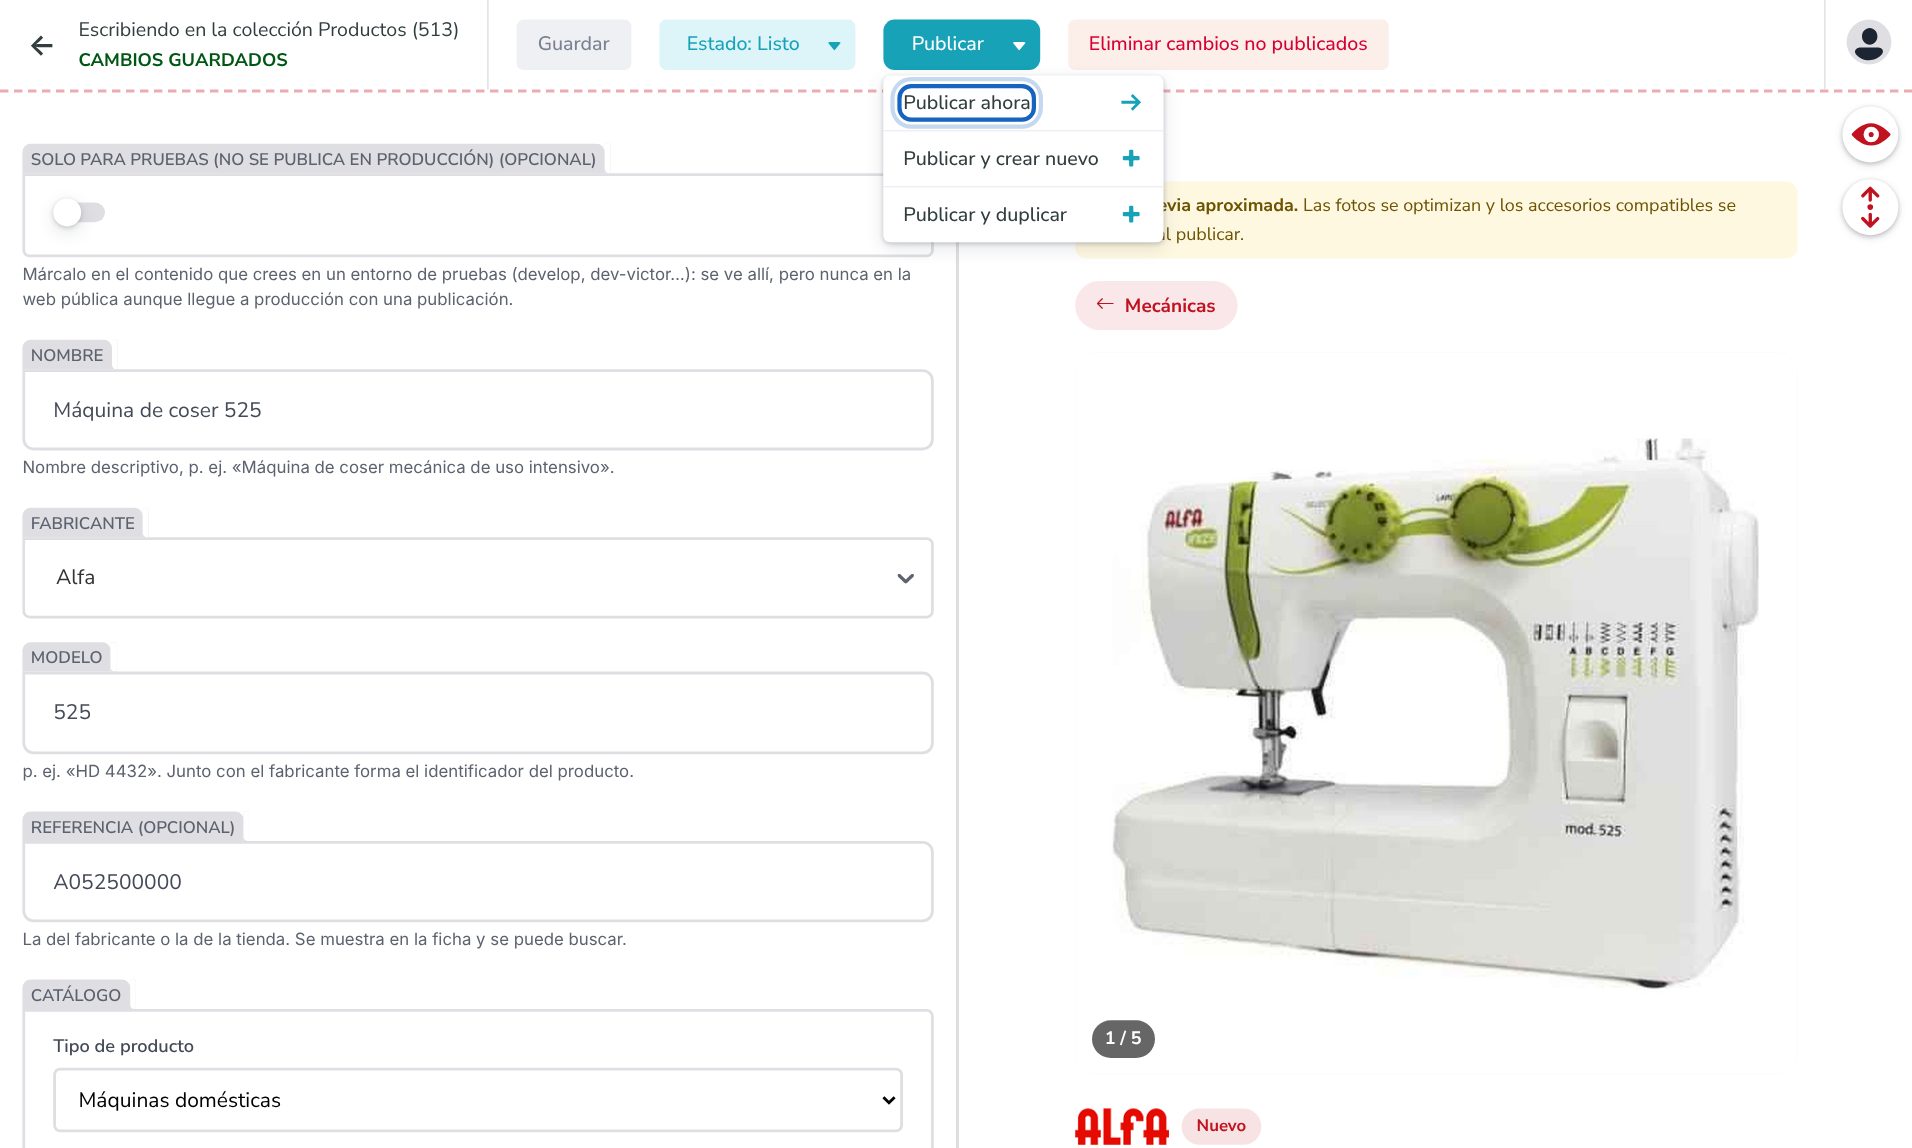 Escribiendo en la colección Productos (513)
CAMBIOS GUARDADOS
Guardar
Estado: Listo
Publicar
Eliminar cambios no publicados
Publicar ahora
Publicar y crear nuevo
Publicar y duplicar
SOLO PARA PRUEBAS (NO SE PUBLICA EN PRODUCCIÓN) (OPCIONAL)
Márcalo en el contenido que crees en un entorno de pruebas (develop, dev-victor...): se ve allí, pero nunca en la
web pública aunque llegue a producción con una publicación.
NOMBRE
Máquina de coser 525
Nombre descriptivo, p. ej. «Máquina de coser mecánica de uso intensivo».
FABRICANTE
Alfa
MODELO
525
p. ej. «HD 4432». Junto con el fabricante forma el identificador del producto.
REFERENCIA (OPCIONAL)
A052500000
La del fabricante o la de la tienda. Se muestra en la ficha y se puede buscar.
CATÁLOGO
Tipo de producto
Máquinas domésticas
aproximada. Las fotos se optimizan y los accesorios compatibles se
publicar.
Mecánicas
ALFA
A B C D E F G
mod. 525
1 / 5
ALFA
Nuevo